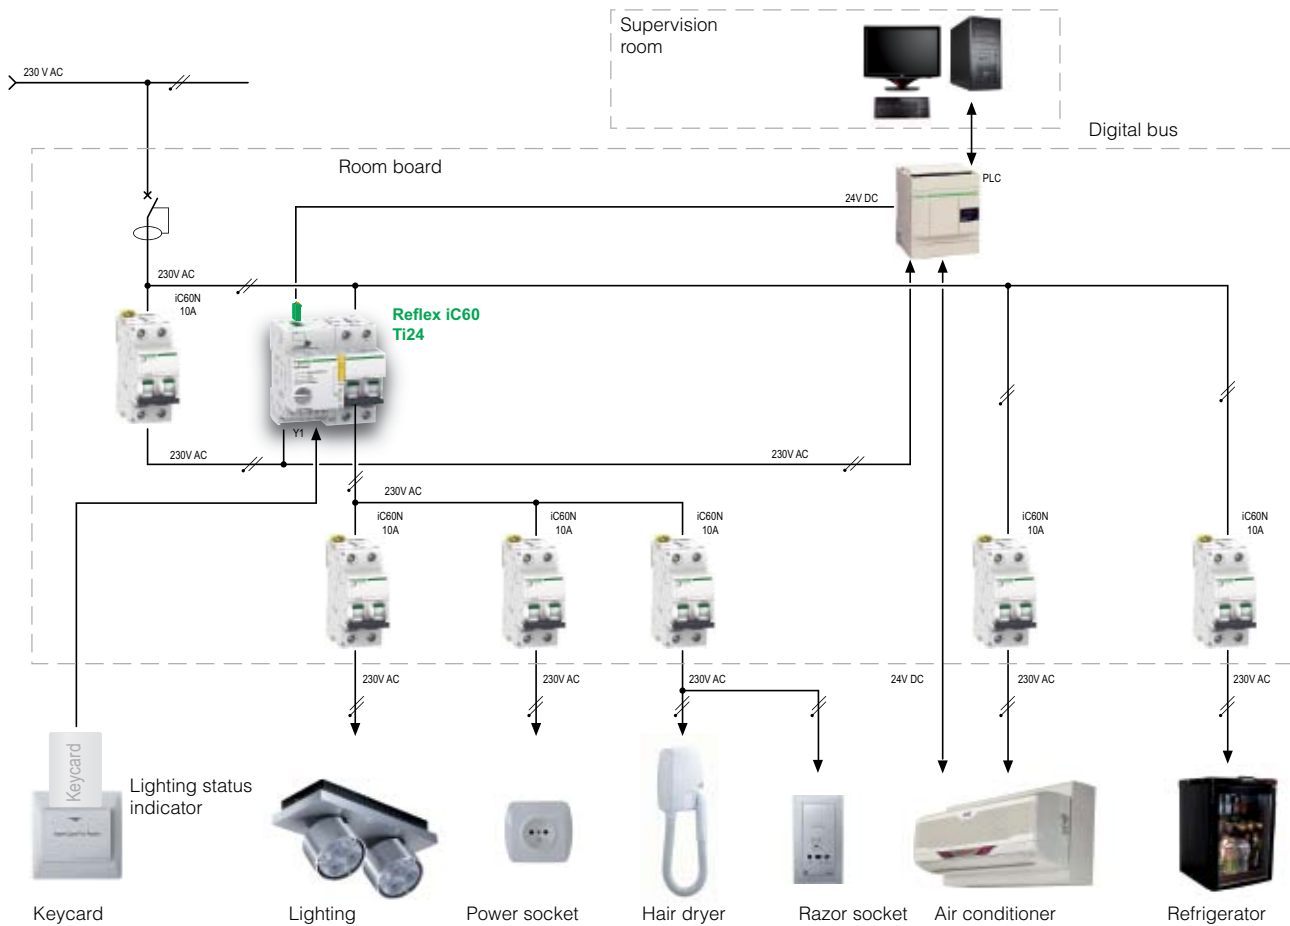 Supervision
room
230 V AC
Digital bus
Room board
PLC
24V DC
230V AC
iC60N
10A
Reflex iC60
Ti24
Y1
230V AC
230V AC
230V AC
iC60N
10A
iC60N
10A
iC60N
10A
iC60N
10A
iC60N
10A
230V AC
230V AC
230V AC
24V DC
230V AC
230V AC
Keycard
Lighting status
indicator
Keycard
Lighting
Power socket
Hair dryer
Razor socket
Air conditioner
Refrigerator